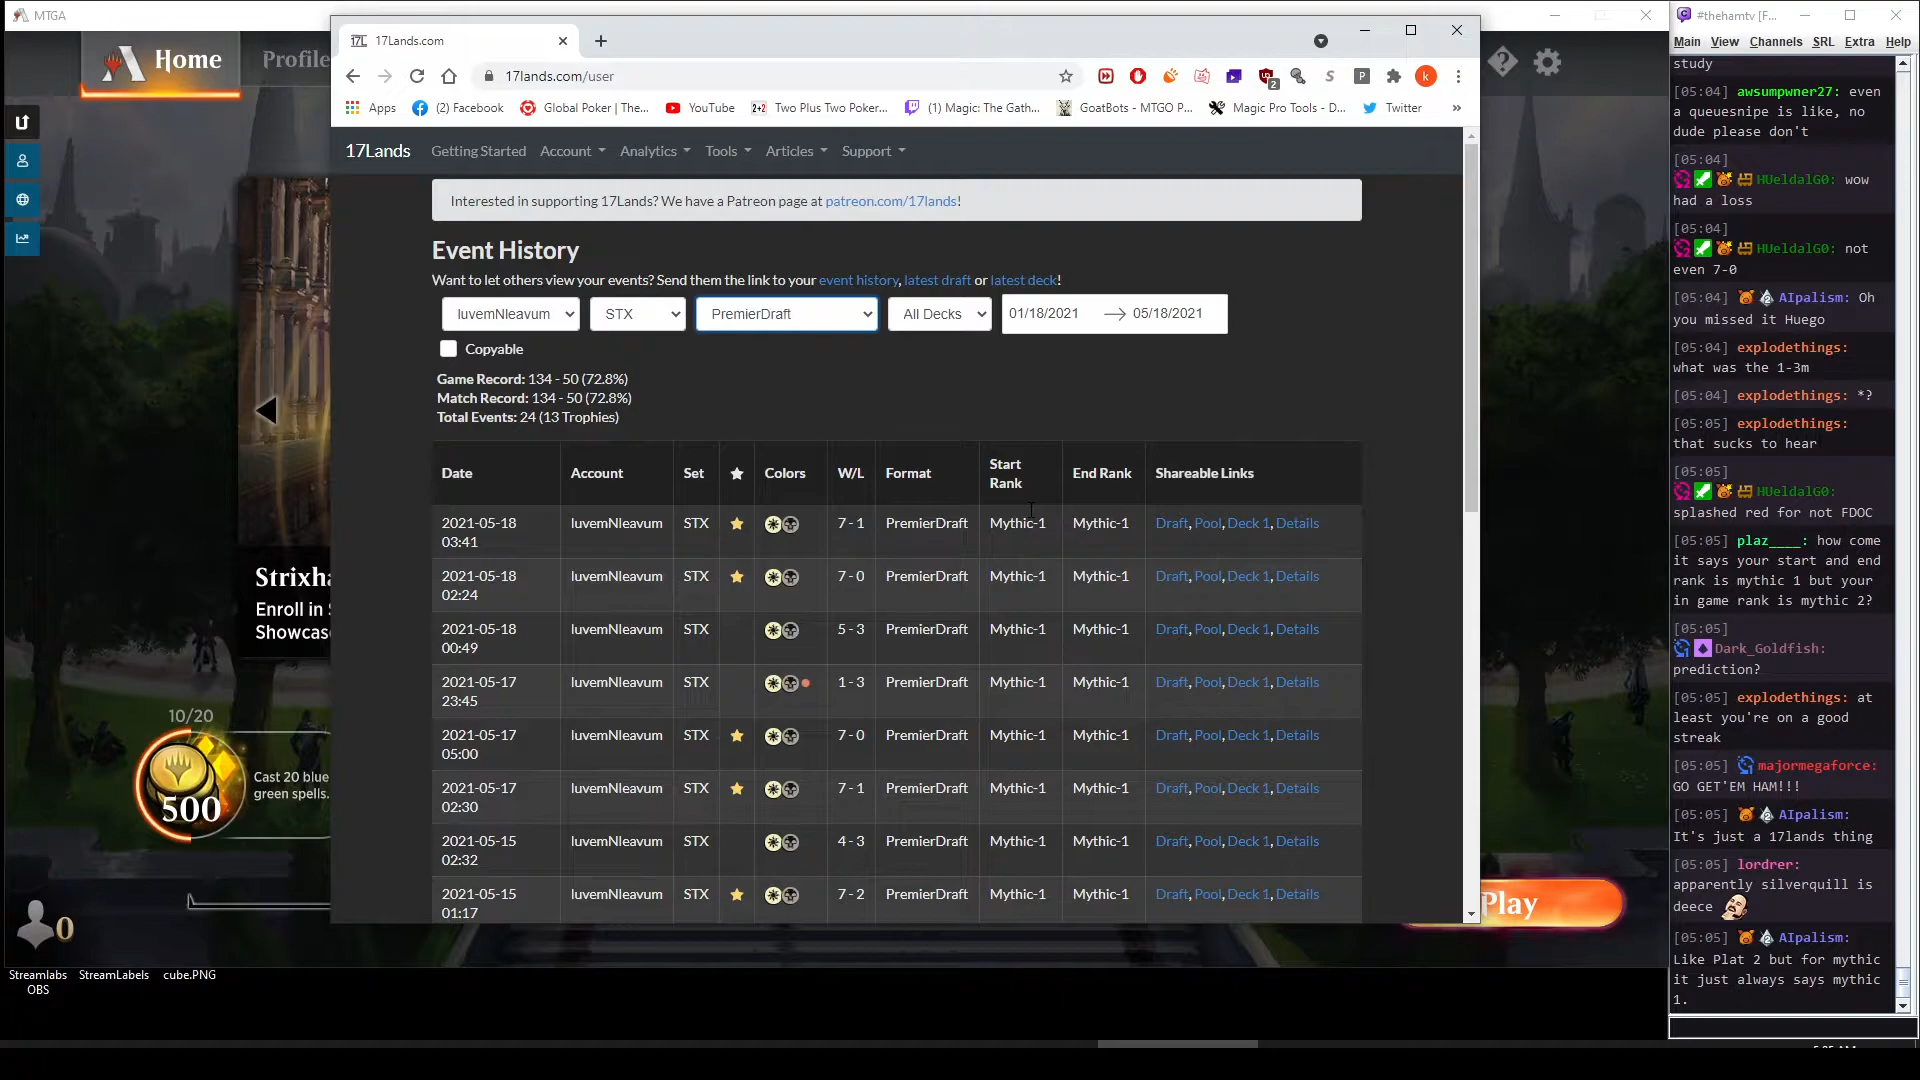 MTGA
Home
Profile
17Lands.com
17lands.com/user
Apps
(2) Facebook
Global Poker | The...
YouTube
Two Plus Two Poker...
(1) Magic: The Gath...
GoatBots - MTGO P...
Magic Pro Tools - D...
Twitter
»
17Lands
Getting Started
Account
Analytics
Tools
Articles
Support
Interested in supporting 17Lands? We have a Patreon page at patreon.com/17lands!
Event History
Want to let others view your events? Send them the link to your event history, latest draft or latest deck!
luvemNleavum
STX
PremierDraft
All Decks
01/18/2021 → 05/18/2021
Copyable
Game Record: 134 - 50 (72.8%)
Match Record: 134 - 50 (72.8%)
Total Events: 24 (13 Trophies)
Date Account Set ★ Colors W/L Format Start Rank End Rank Shareable Links
2021-05-18 03:41 luvemNleavum STX 7 - 1 PremierDraft Mythic-1 Mythic-1 Draft, Pool, Deck 1, Details
2021-05-18 02:24 luvemNleavum STX 7 - 0 PremierDraft Mythic-1 Mythic-1 Draft, Pool, Deck 1, Details
2021-05-18 00:49 luvemNleavum STX 5 - 3 PremierDraft Mythic-1 Mythic-1 Draft, Pool, Deck 1, Details
2021-05-17 23:45 luvemNleavum STX 1 - 3 PremierDraft Mythic-1 Mythic-1 Draft, Pool, Deck 1, Details
2021-05-17 05:00 luvemNleavum STX 7 - 0 PremierDraft Mythic-1 Mythic-1 Draft, Pool, Deck 1, Details
2021-05-17 02:30 luvemNleavum STX 7 - 1 PremierDraft Mythic-1 Mythic-1 Draft, Pool, Deck 1, Details
2021-05-15 02:32 luvemNleavum STX 4 - 3 PremierDraft Mythic-1 Mythic-1 Draft, Pool, Deck 1, Details
2021-05-15 01:17 luvemNleavum STX 7 - 2 PremierDraft Mythic-1 Mythic-1 Draft, Pool, Deck 1, Details
Strixha
Enroll in S
Showcase
10/20
500
Cast 20 blue
green spells.
0
Play
Streamlabs
OBS
StreamLabels
cube.PNG
#thehamtv [F...
Main View Channels SRL Extra Help
study
[05:04] awsumpwner27: even
a queuesnipe is like, no
dude please don't
[05:04]
HUeldalG0: wow
had a loss
[05:04]
HUeldalG0: not
even 7-0
[05:04] AIpalism: Oh
you missed it Huego
[05:04] explodethings:
what was the 1-3m
[05:04] explodethings: *?
[05:04] explodethings:
that sucks to hear
[05:05]
HUeldalG0:
splashed red for not FDOC
[05:05] plaz____: how come
it says your start and end
rank is mythic 1 but your
in game rank is mythic 2?
[05:05]
Dark_Goldfish:
prediction?
[05:05] explodethings: at
least you're on a good
streak
[05:05] majormegaforce:
GO GET'EM HAM!!!
[05:05] AIpalism:
It's just a 17lands thing
[05:05] lordrer:
apparently silverquill is
deece
[05:05] AIpalism:
Like Plat 2 but for mythic
it just always says mythic
1.